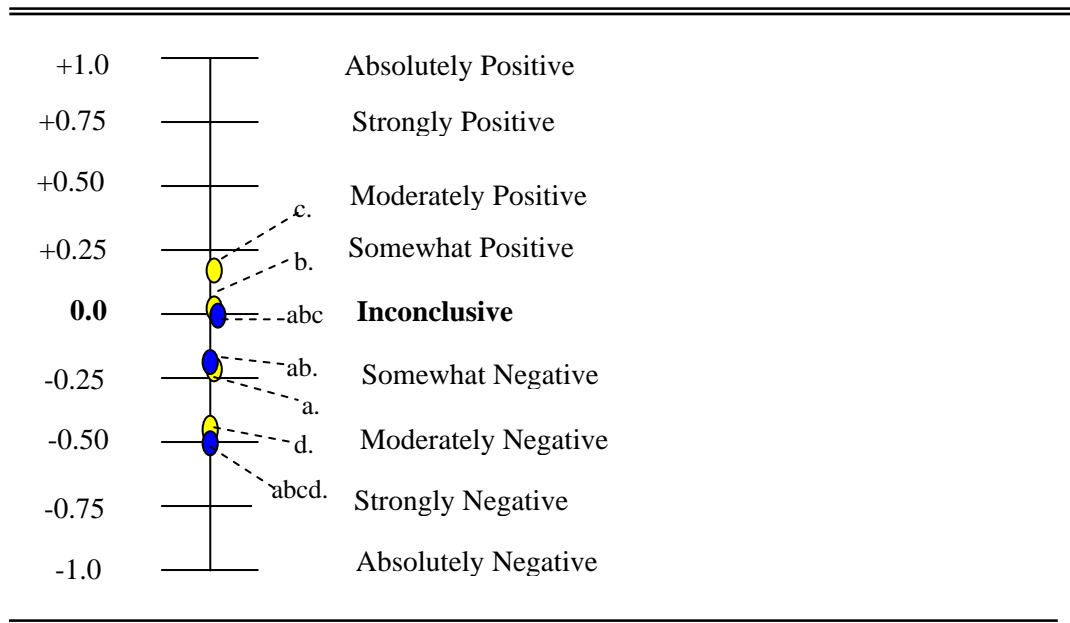 +1.0 Absolutely Positive
+0.75 Strongly Positive
+0.50 Moderately Positive
c.
+0.25 Somewhat Positive
b.
0.0 abc Inconclusive
ab.
-0.25 Somewhat Negative
a.
-0.50 d. Moderately Negative
abcd.
-0.75 Strongly Negative
-1.0 Absolutely Negative